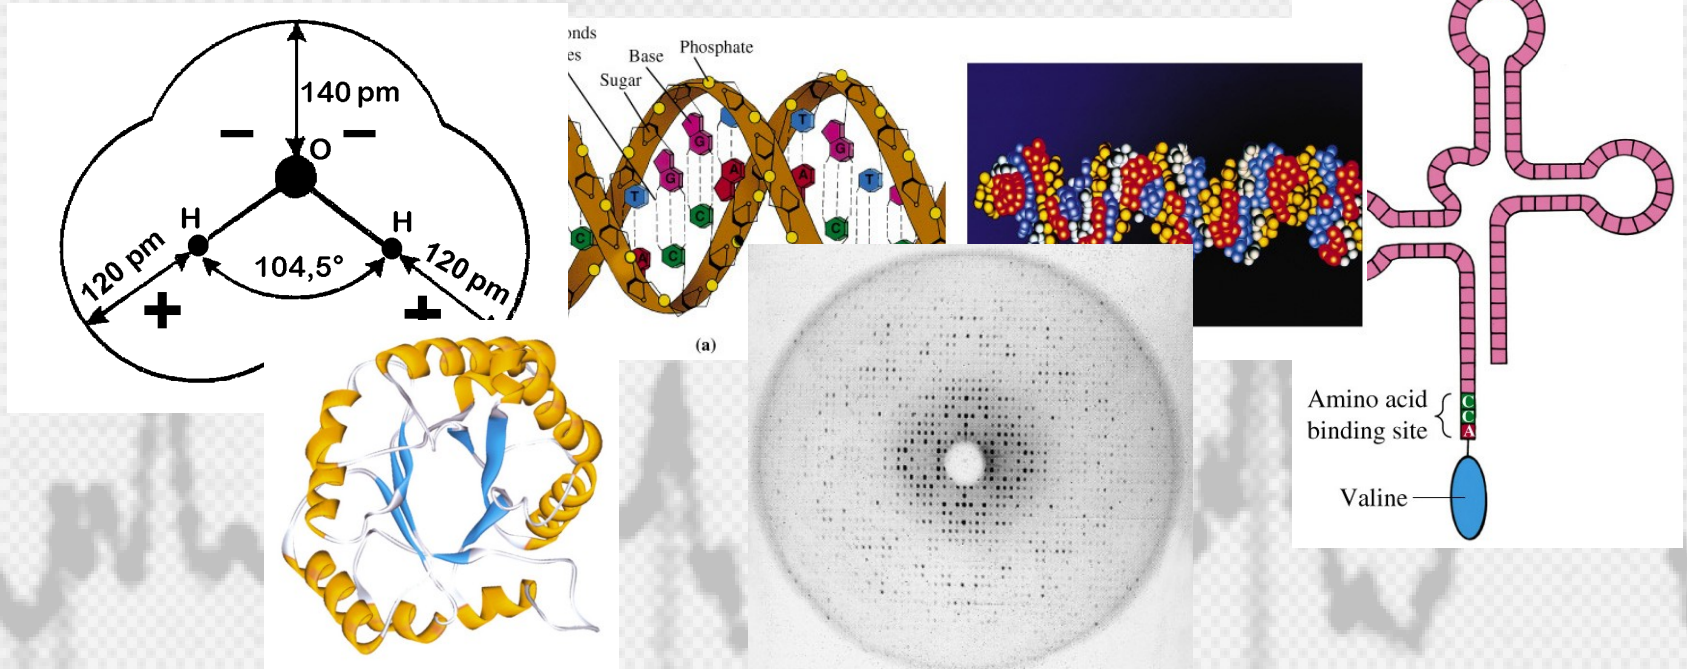 140 pm
− −
O
H H
120 pm
104,5°
120 pm
+ +
Phosphate
Base
Sugar
T
G
G
A
T
C
C
C
A
T
G
A
T
C
(a)
C
C
A
Amino acid
binding site
Valine